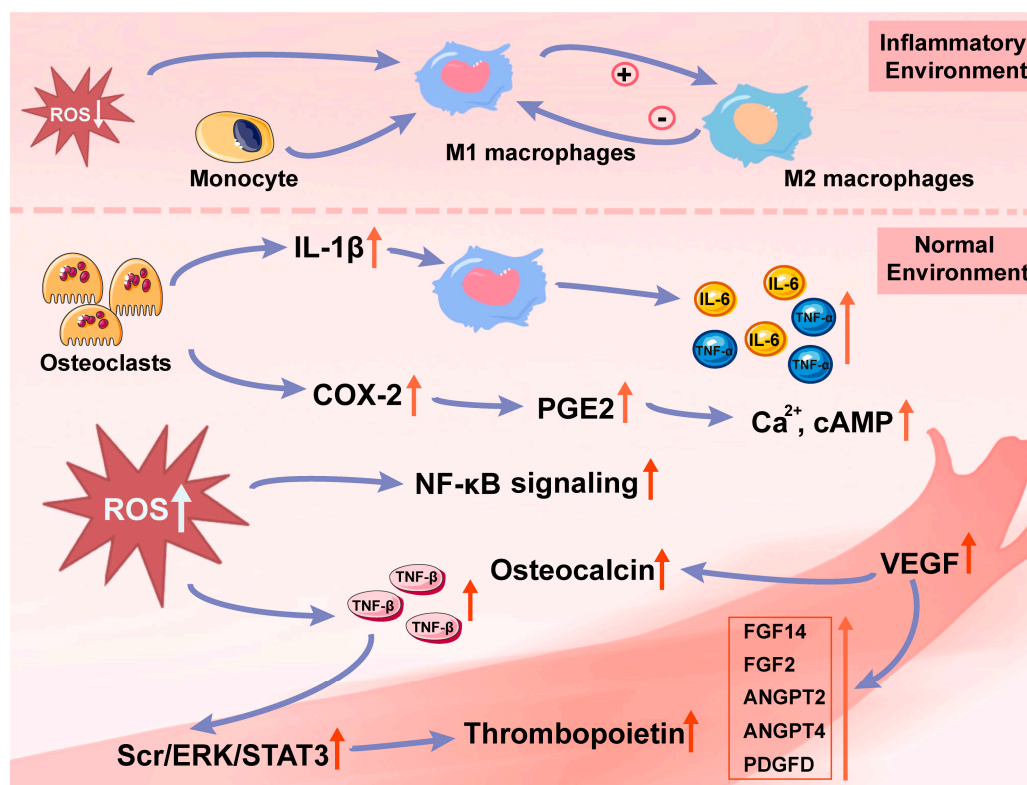 Inflammatory
Environment
ROS
+
-
M1 macrophages
Monocyte
M2 macrophages
Normal
Environment
IL-1β
IL-6
IL-6
TNF-α
IL-6
TNF-α
TNF-α
Osteoclasts
COX-2
PGE2
Ca2+, cAMP
NF-κB signaling
ROS
Osteocalcin
VEGF
TNF-β
TNF-β
TNF-β
FGF14
FGF2
ANGPT2
ANGPT4
PDGFD
Scr/ERK/STAT3
Thrombopoietin